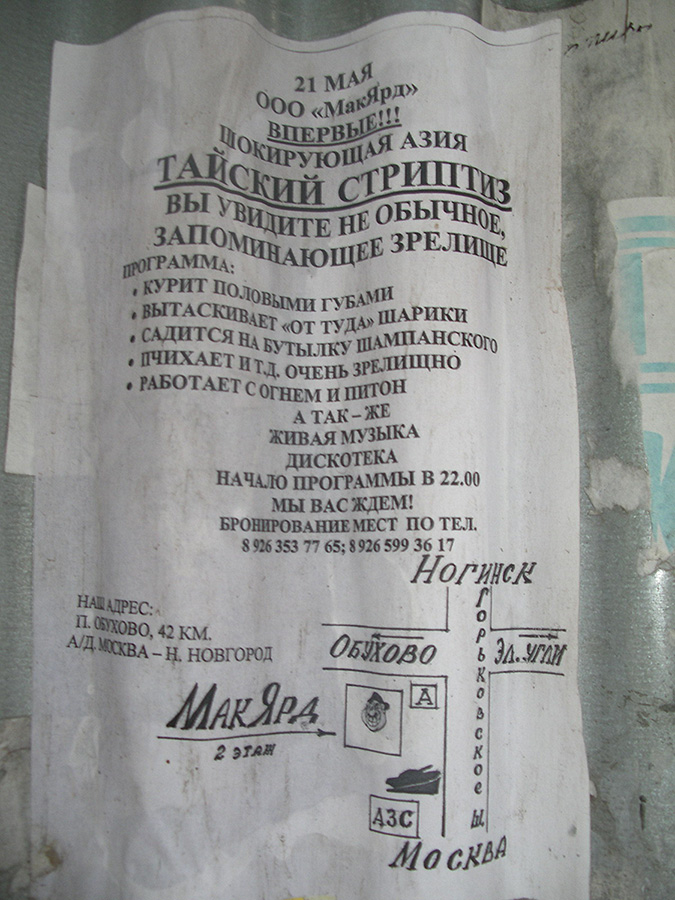 21 МАЯ
ООО «МакЯрд»
ВПЕРВЫЕ!!!
ШОКИРУЮЩАЯ АЗИЯ
ТАЙСКИЙ СТРИПТИЗ
ВЫ УВИДИТЕ НЕ ОБЫЧНОЕ,
ЗАПОМИНАЮЩЕЕ ЗРЕЛИЩЕ
ПРОГРАММА:
• КУРИТ ПОЛОВЫМИ ГУБАМИ
• ВЫТАСКИВАЕТ «ОТ ТУДА» ШАРИКИ
• САДИТСЯ НА БУТЫЛКУ ШАМПАНСКОГО
• ПЧИХАЕТ И Т.Д. ОЧЕНЬ ЗРЕЛИЩНО
• РАБОТАЕТ С ОГНЕМ И ПИТОН
А ТАК – ЖЕ
ЖИВАЯ МУЗЫКА
ДИСКОТЕКА
НАЧАЛО ПРОГРАММЫ В 22.00
МЫ ВАС ЖДЕМ!
БРОНИРОВАНИЕ МЕСТ ПО ТЕЛ.
8 926 353 77 65; 8 926 599 36 17
НАШ АДРЕС:
П. ОБУХОВО, 42 КМ.
А/Д. МОСКВА – Н. НОВГОРОД
Ногинск
Горьковское ш.
Обухово
Эл. угли
МакЯрд
2 этаж
А
АЗС
Москва